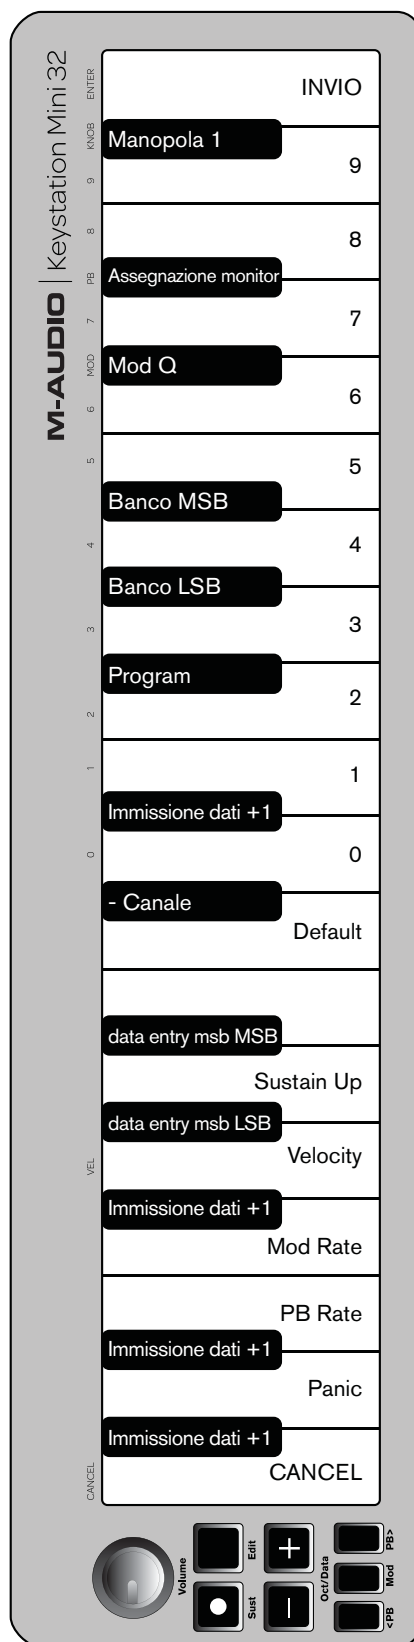 M-AUDIO | Keystation Mini 32
ENTER
INVIO
KNOB
Manopola 1
9
9
8
8
PB
Assegnazione monitor
7
7
MOD
Mod Q
6
6
5
5
Banco MSB
4
4
Banco LSB
3
3
Program
2
2
1
1
Immissione dati +1
0
0
- Canale
Default
data entry msb MSB
Sustain Up
data entry msb LSB
VEL
Velocity
Immissione dati +1
Mod Rate
PB Rate
Immissione dati +1
Panic
Immissione dati +1
CANCEL
CANCEL
Volume
Edit
Sust
+
−
Oct/Data
PB>
Mod
<PB